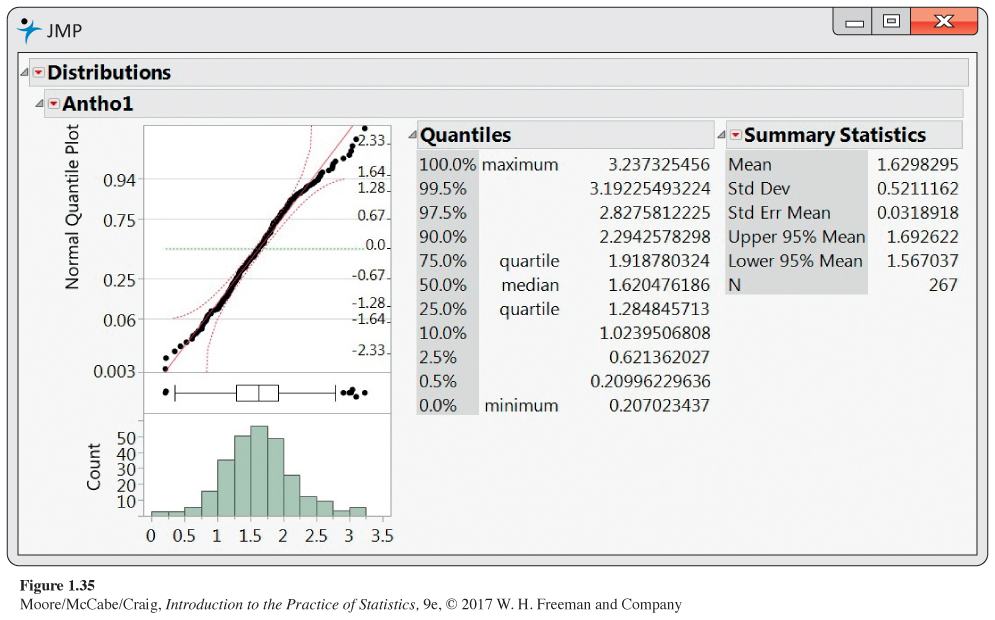 JMP
Distributions
Antho1
Normal Quantile Plot
0.94
0.75
0.25
0.06
0.003
2.33
1.64
1.28
0.67
0.0
-0.67
-1.28
-1.64
-2.33
Count
50
40
30
20
10
0 0.5 1 1.5 2 2.5 3 3.5
Quantiles
100.0% maximum 3.237325456
99.5% 3.19225493224
97.5% 2.8275812225
90.0% 2.2942578298
75.0% quartile 1.918780324
50.0% median 1.620476186
25.0% quartile 1.284845713
10.0% 1.0239506808
2.5% 0.621362027
0.5% 0.20996229636
0.0% minimum 0.207023437
Summary Statistics
Mean 1.6298295
Std Dev 0.5211162
Std Err Mean 0.0318918
Upper 95% Mean 1.692622
Lower 95% Mean 1.567037
N 267
Figure 1.35
Moore/McCabe/Craig, Introduction to the Practice of Statistics, 9e, © 2017 W. H. Freeman and Company